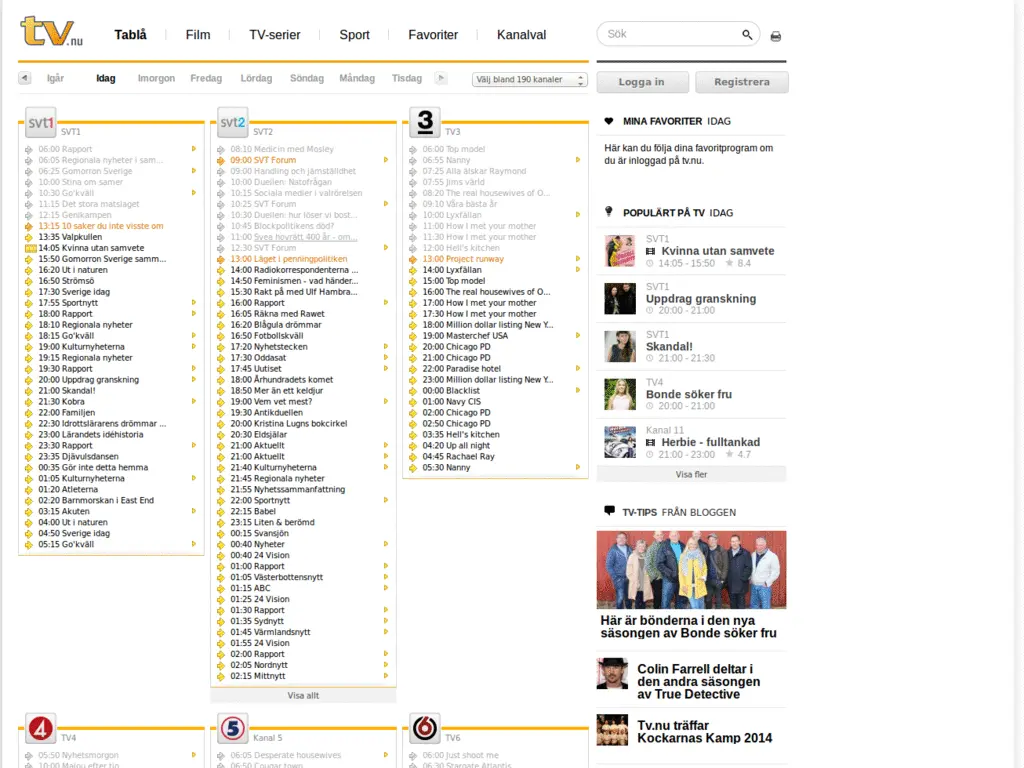 tv.nu
Tablå
Film
TV-serier
Sport
Favoriter
Kanalval
Sök
Igår
Idag
Imorgon
Fredag
Lördag
Söndag
Måndag
Tisdag
Välj bland 190 kanaler
Logga in
Registrera
svt1 SVT1
06:00 Rapport
06:05 Regionala nyheter i sam...
06:25 Gomorron Sverige
10:00 Stina om samer
10:30 Go'kväll
11:15 Det stora matslaget
12:15 Genikampen
13:15 10 saker du inte visste om
13:35 Valpkullen
14:05 Kvinna utan samvete
15:50 Gomorron Sverige samm...
16:20 Ut i naturen
16:50 Strömsö
17:30 Sverige idag
17:55 Sportnytt
18:00 Rapport
18:10 Regionala nyheter
18:15 Go'kväll
19:00 Kulturnyheterna
19:15 Regionala nyheter
19:30 Rapport
20:00 Uppdrag granskning
21:00 Skandal!
21:30 Kobra
22:00 Familjen
22:30 Idrottslärarens drömmar ...
23:00 Lärandets idéhistoria
23:30 Rapport
23:35 Djävulsdansen
00:35 Gör inte detta hemma
01:05 Kulturnyheterna
01:20 Atleterna
02:20 Barnmorskan i East End
03:15 Akuten
04:00 Ut i naturen
04:50 Sverige idag
05:15 Go'kväll
svt2 SVT2
08:10 Medicin med Mosley
09:00 SVT Forum
09:00 Handling och jämställdhet
10:00 Duellen: Natofrågan
10:15 Sociala medier i valrörelsen
10:25 SVT Forum
10:30 Duellen: hur löser vi bost...
10:45 Blockpolitikens död?
11:00 Svea hovrätt 400 år - om...
12:30 SVT Forum
13:00 Läget i penningpolitiken
14:00 Radiokorrespondenterna ...
14:50 Feminismen - vad händer...
15:30 Rakt på med Ulf Hambra...
16:00 Rapport
16:05 Räkna med Rawet
16:20 Blågula drömmar
16:50 Fotbollskväll
17:20 Nyhetstecken
17:30 Oddasat
17:45 Uutiset
18:00 Århundradets komet
18:50 Mer än ett keldjur
19:00 Vem vet mest?
19:30 Antikduellen
20:00 Kristina Lugns bokcirkel
20:30 Eldsjälar
21:00 Aktuellt
21:00 Aktuellt
21:40 Kulturnyheterna
21:45 Regionala nyheter
21:55 Nyhetssammanfattning
22:00 Sportnytt
22:15 Babel
23:15 Liten & berömd
00:15 Svansjön
00:40 Nyheter
00:40 24 Vision
01:00 Rapport
01:05 Västerbottensnytt
01:15 ABC
01:25 24 Vision
01:30 Rapport
01:35 Sydnytt
01:45 Värmlandsnytt
01:55 24 Vision
02:00 Rapport
02:05 Nordnytt
02:15 Mittnytt
Visa allt
3 TV3
06:00 Top model
06:55 Nanny
07:25 Alla älskar Raymond
07:55 Jims värld
08:20 The real housewives of O...
09:10 Våra bästa år
10:00 Lyxfällan
11:00 How I met your mother
11:30 How I met your mother
12:00 Hell's kitchen
13:00 Project runway
14:00 Lyxfällan
15:00 Top model
16:00 The real housewives of O...
17:00 How I met your mother
17:30 How I met your mother
18:00 Million dollar listing New Y...
19:00 Masterchef USA
20:00 Chicago PD
21:00 Chicago PD
22:00 Paradise hotel
23:00 Million dollar listing New Y...
00:00 Blacklist
01:00 Navy CIS
02:00 Chicago PD
02:50 Chicago PD
03:35 Hell's kitchen
04:20 Up all night
04:45 Rachael Ray
05:30 Nanny
4 TV4
05:50 Nyhetsmorgon
10:00 Malou efter tio
5 Kanal 5
06:05 Desperate housewives
06:50 Cougar town
6 TV6
06:00 Just shoot me
06:30 Stargate Atlantis
MINA FAVORITER IDAG
Här kan du följa dina favoritprogram om
du är inloggad på tv.nu.
POPULÄRT PÅ TV IDAG
SVT1
Kvinna utan samvete
14:05 - 15:50 8.4
SVT1
Uppdrag granskning
20:00 - 21:00
SVT1
Skandal!
21:00 - 21:30
TV4
Bonde söker fru
20:00 - 21:00
Kanal 11
Herbie - fulltankad
21:00 - 23:00 4.7
Visa fler
TV-TIPS FRÅN BLOGGEN
Här är bönderna i den nya
säsongen av Bonde söker fru
Colin Farrell deltar i
den andra säsongen
av True Detective
Tv.nu träffar
Kockarnas Kamp 2014